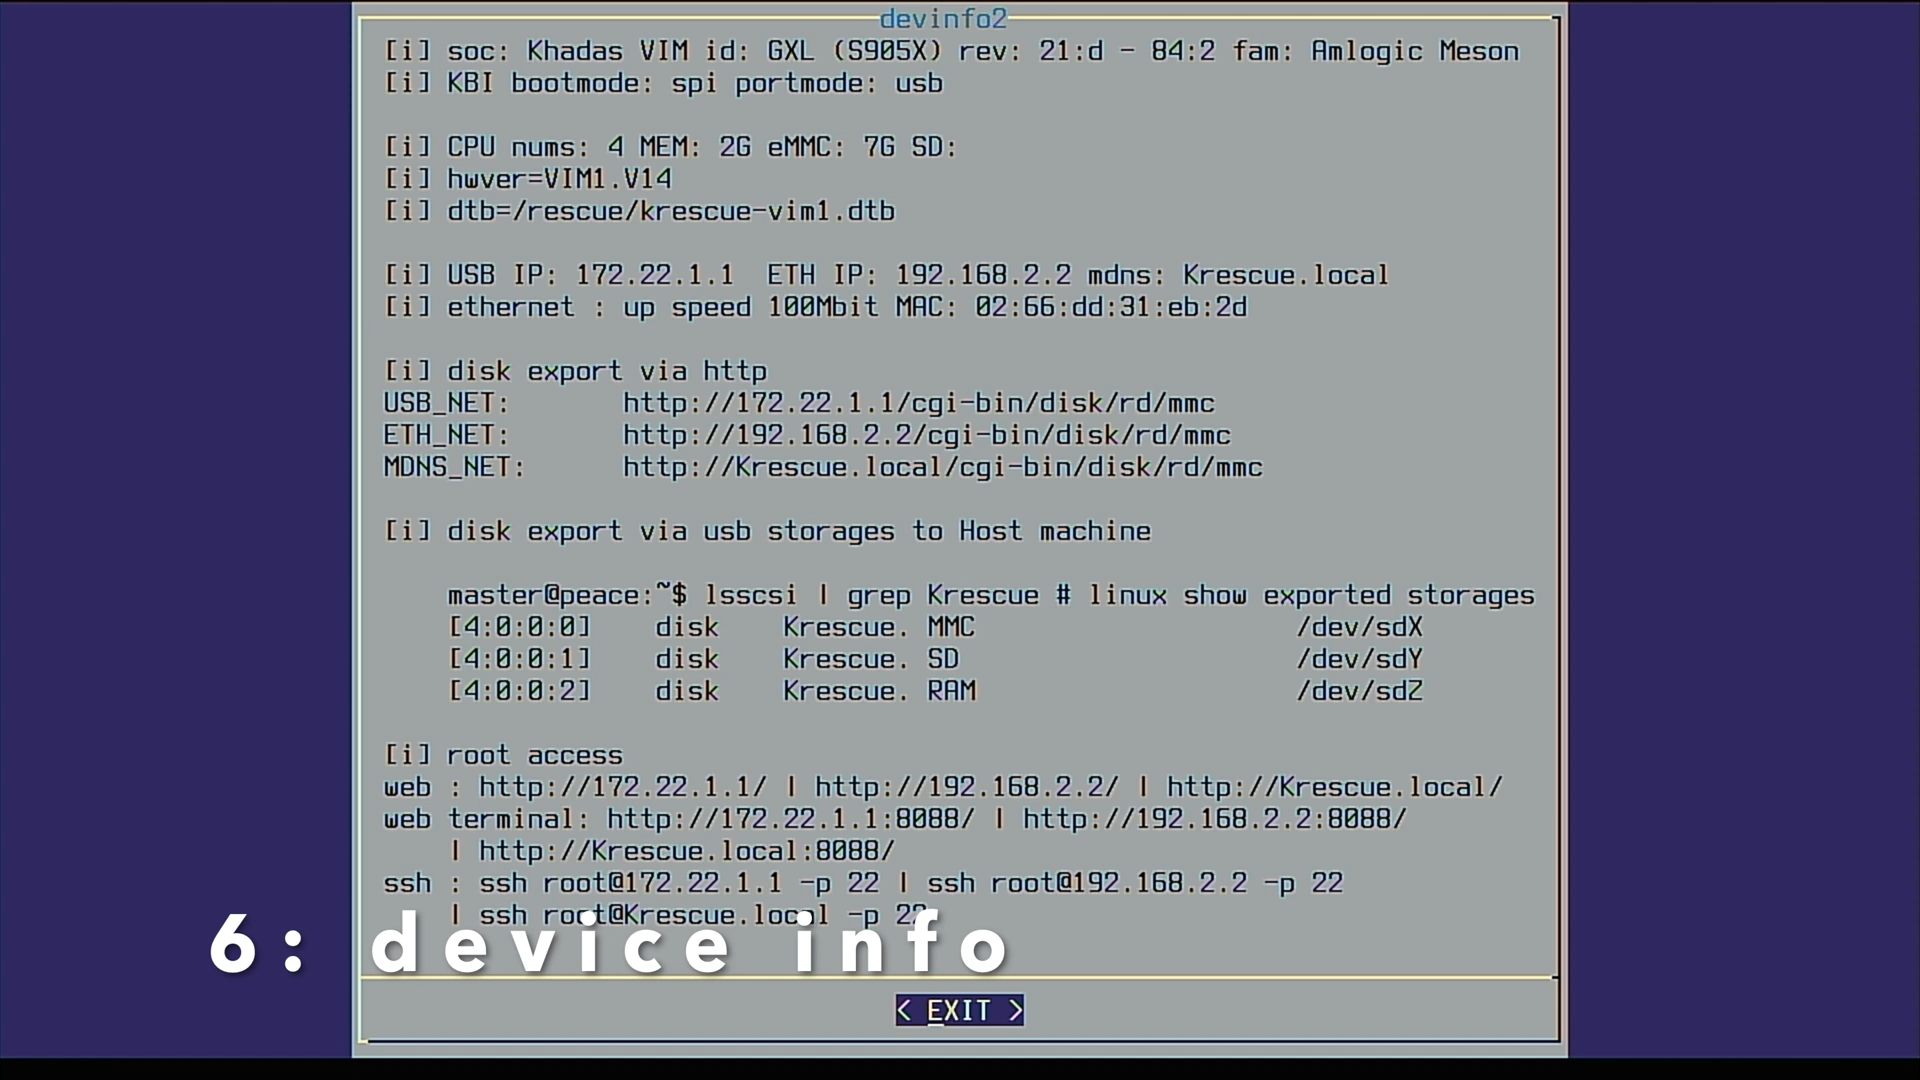 devinfo2
[i] soc: Khadas VIM id: GXL (S905X) rev: 21:d - 84:2 fam: Amlogic Meson
[i] KBI bootmode: spi portmode: usb
[i] CPU nums: 4 MEM: 2G eMMC: 7G SD:
[i] hwver=VIM1.V14
[i] dtb=/rescue/krescue-vim1.dtb
[i] USB IP: 172.22.1.1  ETH IP: 192.168.2.2 mdns: Krescue.local
[i] ethernet : up speed 100Mbit MAC: 02:66:dd:31:eb:2d
[i] disk export via http
USB_NET:       http://172.22.1.1/cgi-bin/disk/rd/mmc
ETH_NET:       http://192.168.2.2/cgi-bin/disk/rd/mmc
MDNS_NET:      http://Krescue.local/cgi-bin/disk/rd/mmc
[i] disk export via usb storages to Host machine
master@peace:~$ lsscsi | grep Krescue # linux show exported storages
[4:0:0:0]    disk    Krescue. MMC                    /dev/sdX
[4:0:0:1]    disk    Krescue. SD                     /dev/sdY
[4:0:0:2]    disk    Krescue. RAM                    /dev/sdZ
[i] root access
web : http://172.22.1.1/ | http://192.168.2.2/ | http://Krescue.local/
web terminal: http://172.22.1.1:8088/ | http://192.168.2.2:8088/
| http://Krescue.local:8088/
ssh : ssh root@172.22.1.1 -p 22 | ssh root@192.168.2.2 -p 22
| ssh root@Krescue.local -p 22
6: device info
< EXIT >